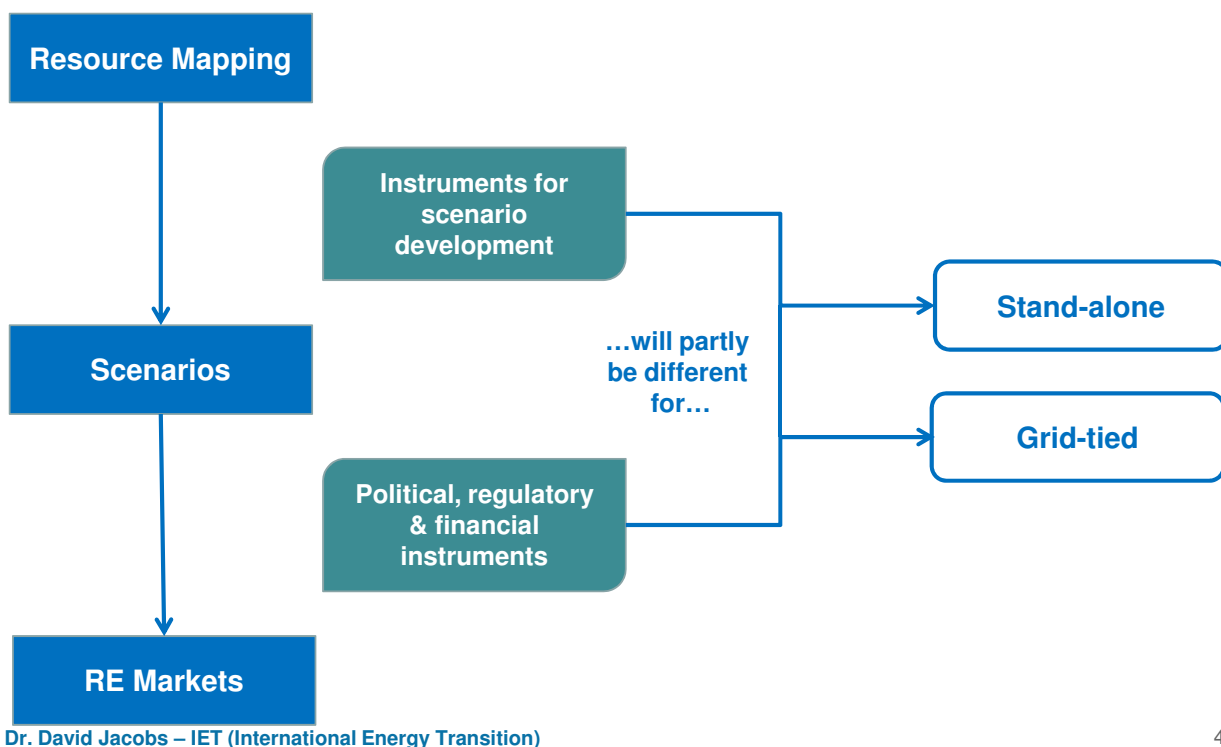 Resource Mapping
Instruments for
scenario
development
Stand-alone
…will partly
be different
for…
Scenarios
Grid-tied
Political, regulatory
& financial
instruments
RE Markets
Dr. David Jacobs – IET (International Energy Transition)
4